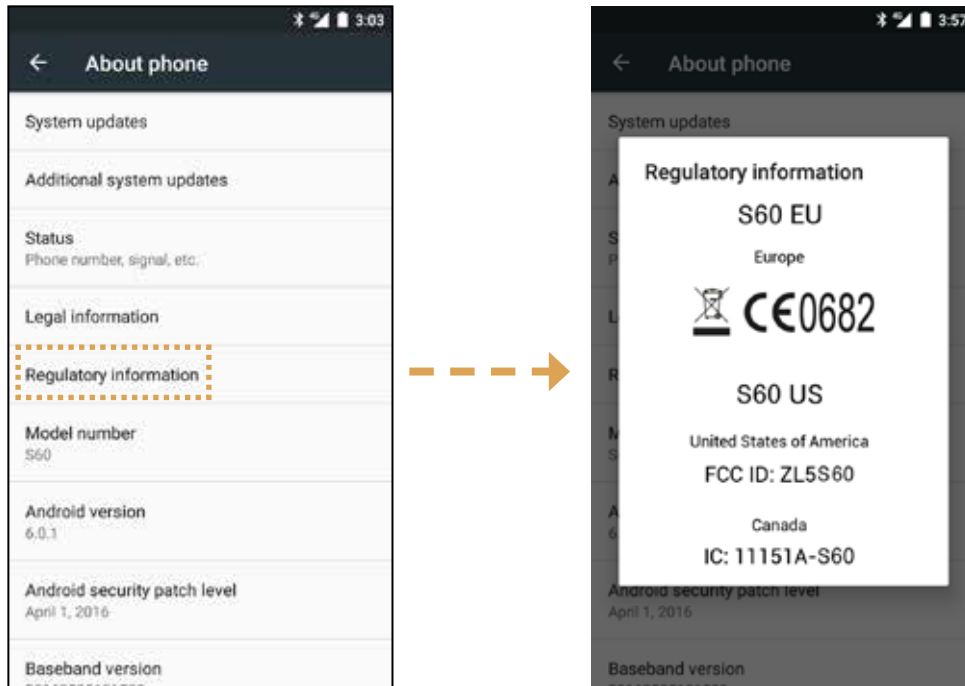 3:03
About phone
System updates
Additional system updates
Status
Phone number, signal, etc.
Legal information
Regulatory information
Model number
S60
Android version
6.0.1
Android security patch level
April 1, 2016
Baseband version
3:57
About phone
System updates
Regulatory information
S60 EU
Europe
CE0682
S60 US
United States of America
FCC ID: ZL5S60
Canada
IC: 11151A-S60
Android security patch level
April 1, 2016
Baseband version